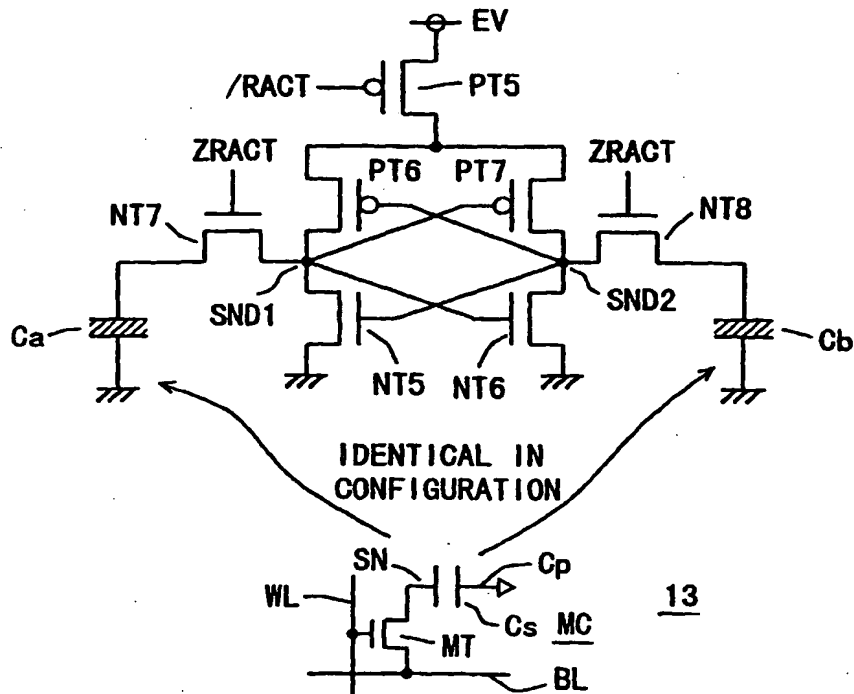 EV
/RACT
PT5
ZRACT
PT6
PT7
ZRACT
NT7
NT8
SND1
SND2
Ca
NT5
NT6
Cb
IDENTICAL IN
CONFIGURATION
SN
Cp
WL
13
Cs
MC
MT
BL